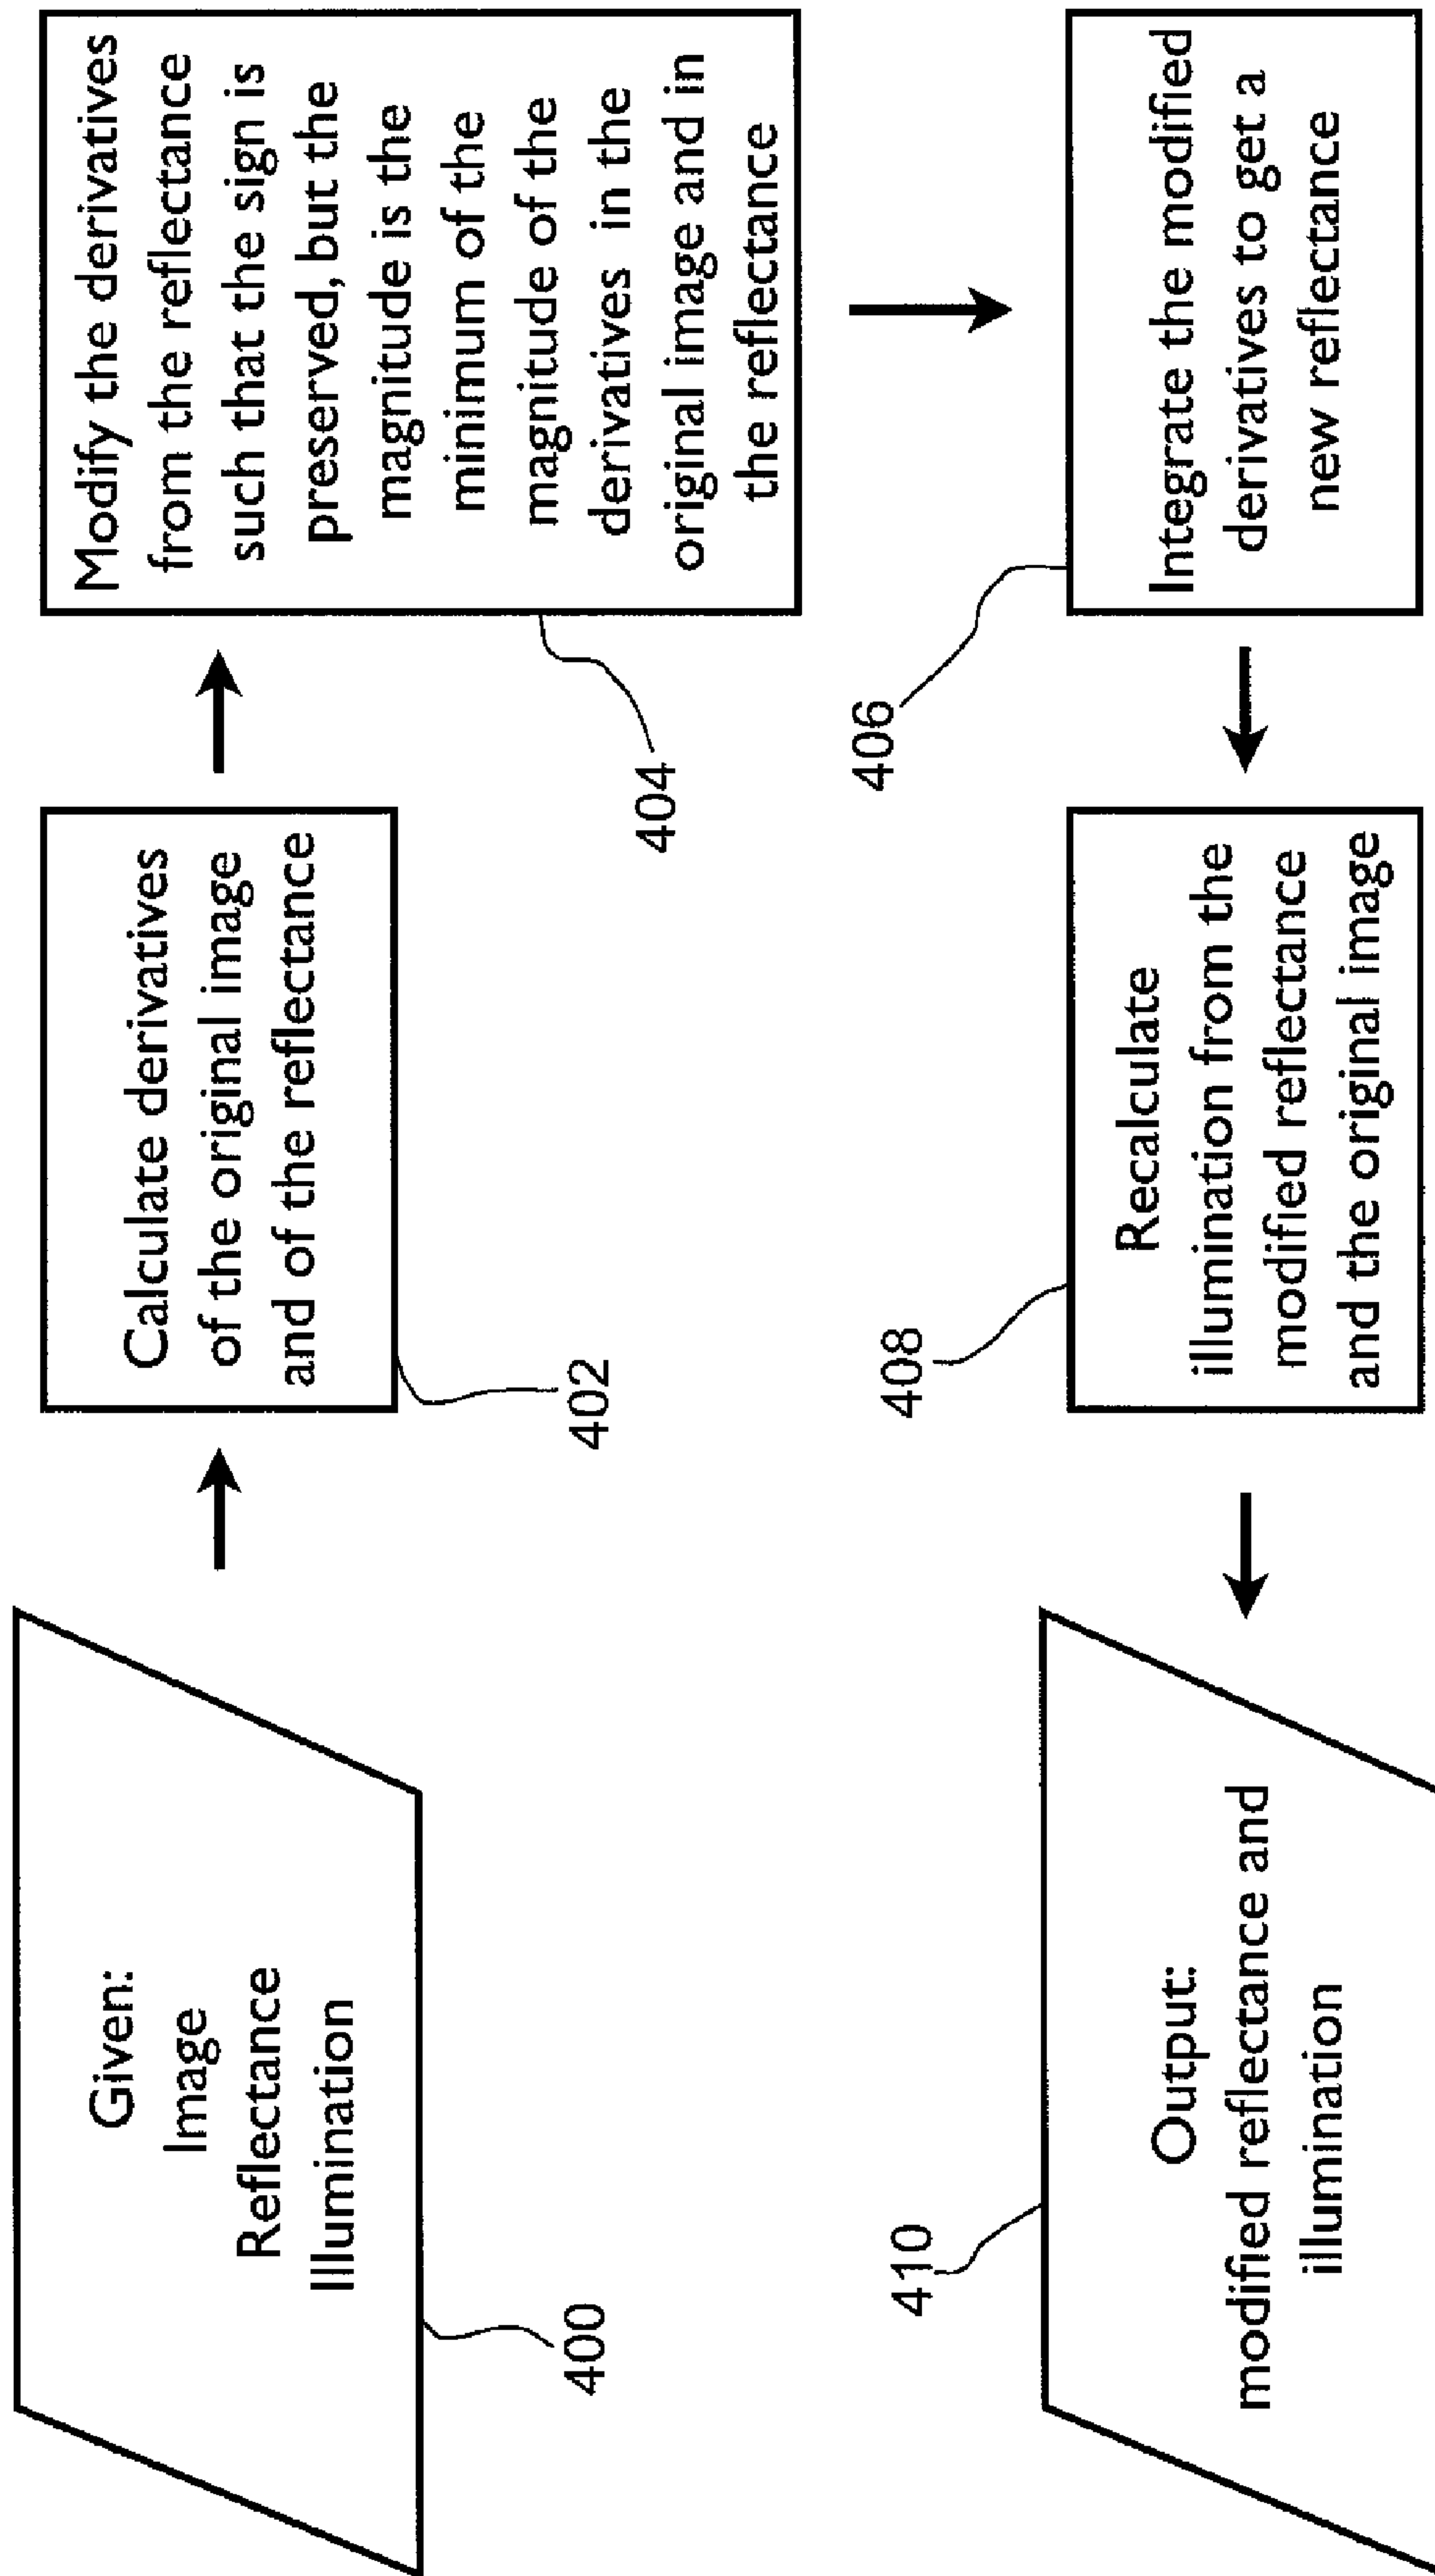 Given:
Image
Reflectance
Illumination
400
Calculate derivatives
of the original image
and of the reflectance
402
Modify the derivatives
from the reflectance
such that the sign is
preserved, but the
magnitude is the
minimum of the
magnitude of the
derivatives in the
original image and in
the reflectance
404
Integrate the modified
derivatives to get a
new reflectance
406
Recalculate
illumination from the
modified reflectance
and the original image
408
Output:
modified reflectance and
illumination
410